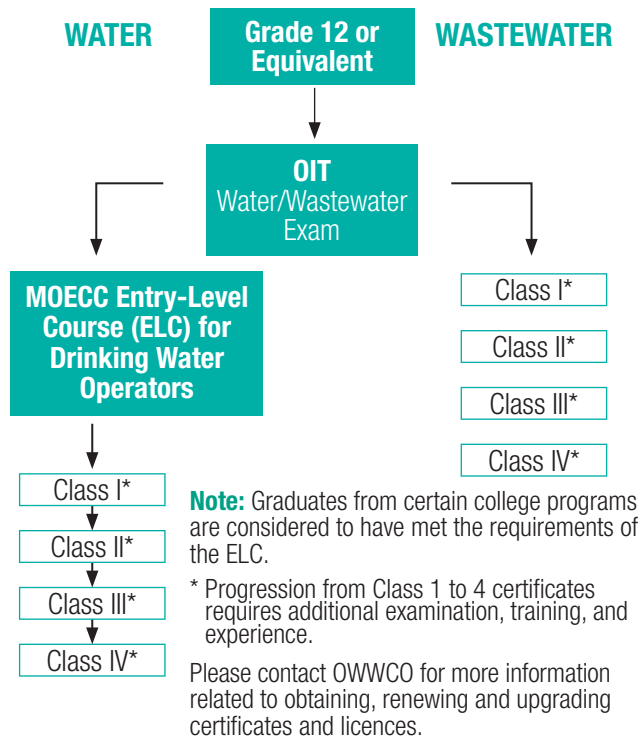 WATER
Grade 12 or
Equivalent
WASTEWATER
OIT
Water/Wastewater
Exam
MOECC Entry-Level
Course (ELC) for
Drinking Water
Operators
Class I*
Class II*
Class III*
Class IV*
Class I*
Class II*
Class III*
Class IV*
Note: Graduates from certain college programs
are considered to have met the requirements of
the ELC.
* Progression from Class 1 to 4 certificates
requires additional examination, training, and
experience.
Please contact OWWCO for more information
related to obtaining, renewing and upgrading
certificates and licences.